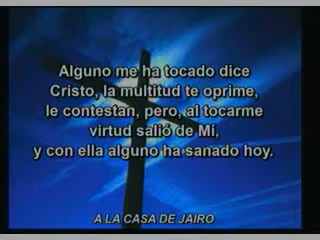 Alguno me ha tocado dice
Cristo, la multitud te oprime,
le contestan, pero, al tocarme
virtud salió de Mí,
y con ella alguno ha sanado hoy.
A LA CASA DE JAIRO